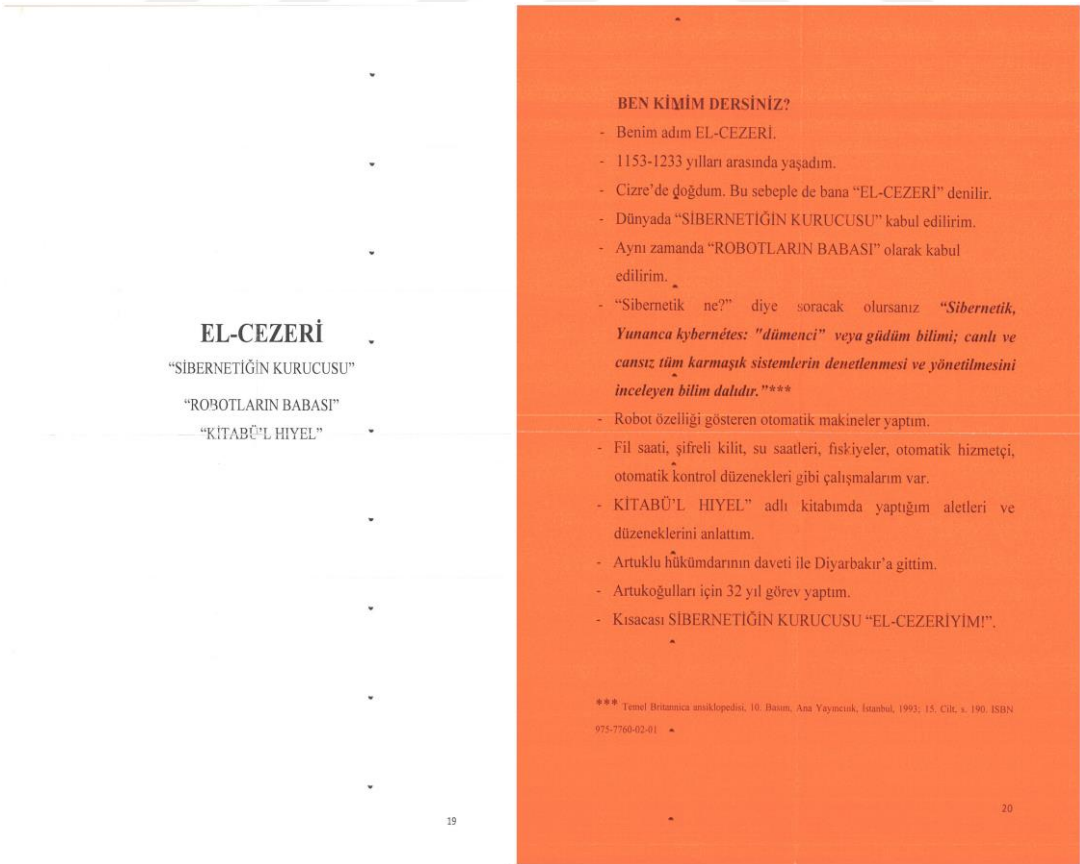 EL-CEZERİ
“SİBERNETİĞİN KURUCUSU”
“ROBOTLARIN BABASI”
“KİTABÜ’L HIYEL”
19
BEN KİMİM DERSİNİZ?
- Benim adım EL-CEZERİ.
- 1153-1233 yılları arasında yaşadım.
- Cizre’de doğdum. Bu sebeple de bana “EL-CEZERİ” denilir.
- Dünyada “SİBERNETİĞİN KURUCUSU” kabul edilirim.
- Aynı zamanda “ROBOTLARIN BABASI” olarak kabul
edilirim.
- “Sibernetik ne?” diye soracak olursanız “Sibernetik,
Yunanca kybernétes: "dümenci” veya güdüm bilimi; canlı ve
cansız tüm karmaşık sistemlerin denetlenmesi ve yönetilmesini
inceleyen bilim dalıdır."***
- Robot özelliği gösteren otomatik makineler yaptım.
- Fil saati, şifreli kilit, su saatleri, fıskiyeler, otomatik hizmetçi,
otomatik kontrol düzenekleri gibi çalışmalarım var.
- KİTABÜ’L HIYEL” adlı kitabımda yaptığım aletleri ve
düzeneklerini anlattım.
- Artuklu hükümdarının daveti ile Diyarbakır’a gittim.
- Artukoğulları için 32 yıl görev yaptım.
- Kısacası SİBERNETİĞİN KURUCUSU “EL-CEZERİYİM!”.
*** Temel Britannica ansiklopedisi, 10. Basım, Ana Yayıncıık, İstanbul, 1993; 15. Cilt, s. 190. ISBN
975-7760-02-01
20